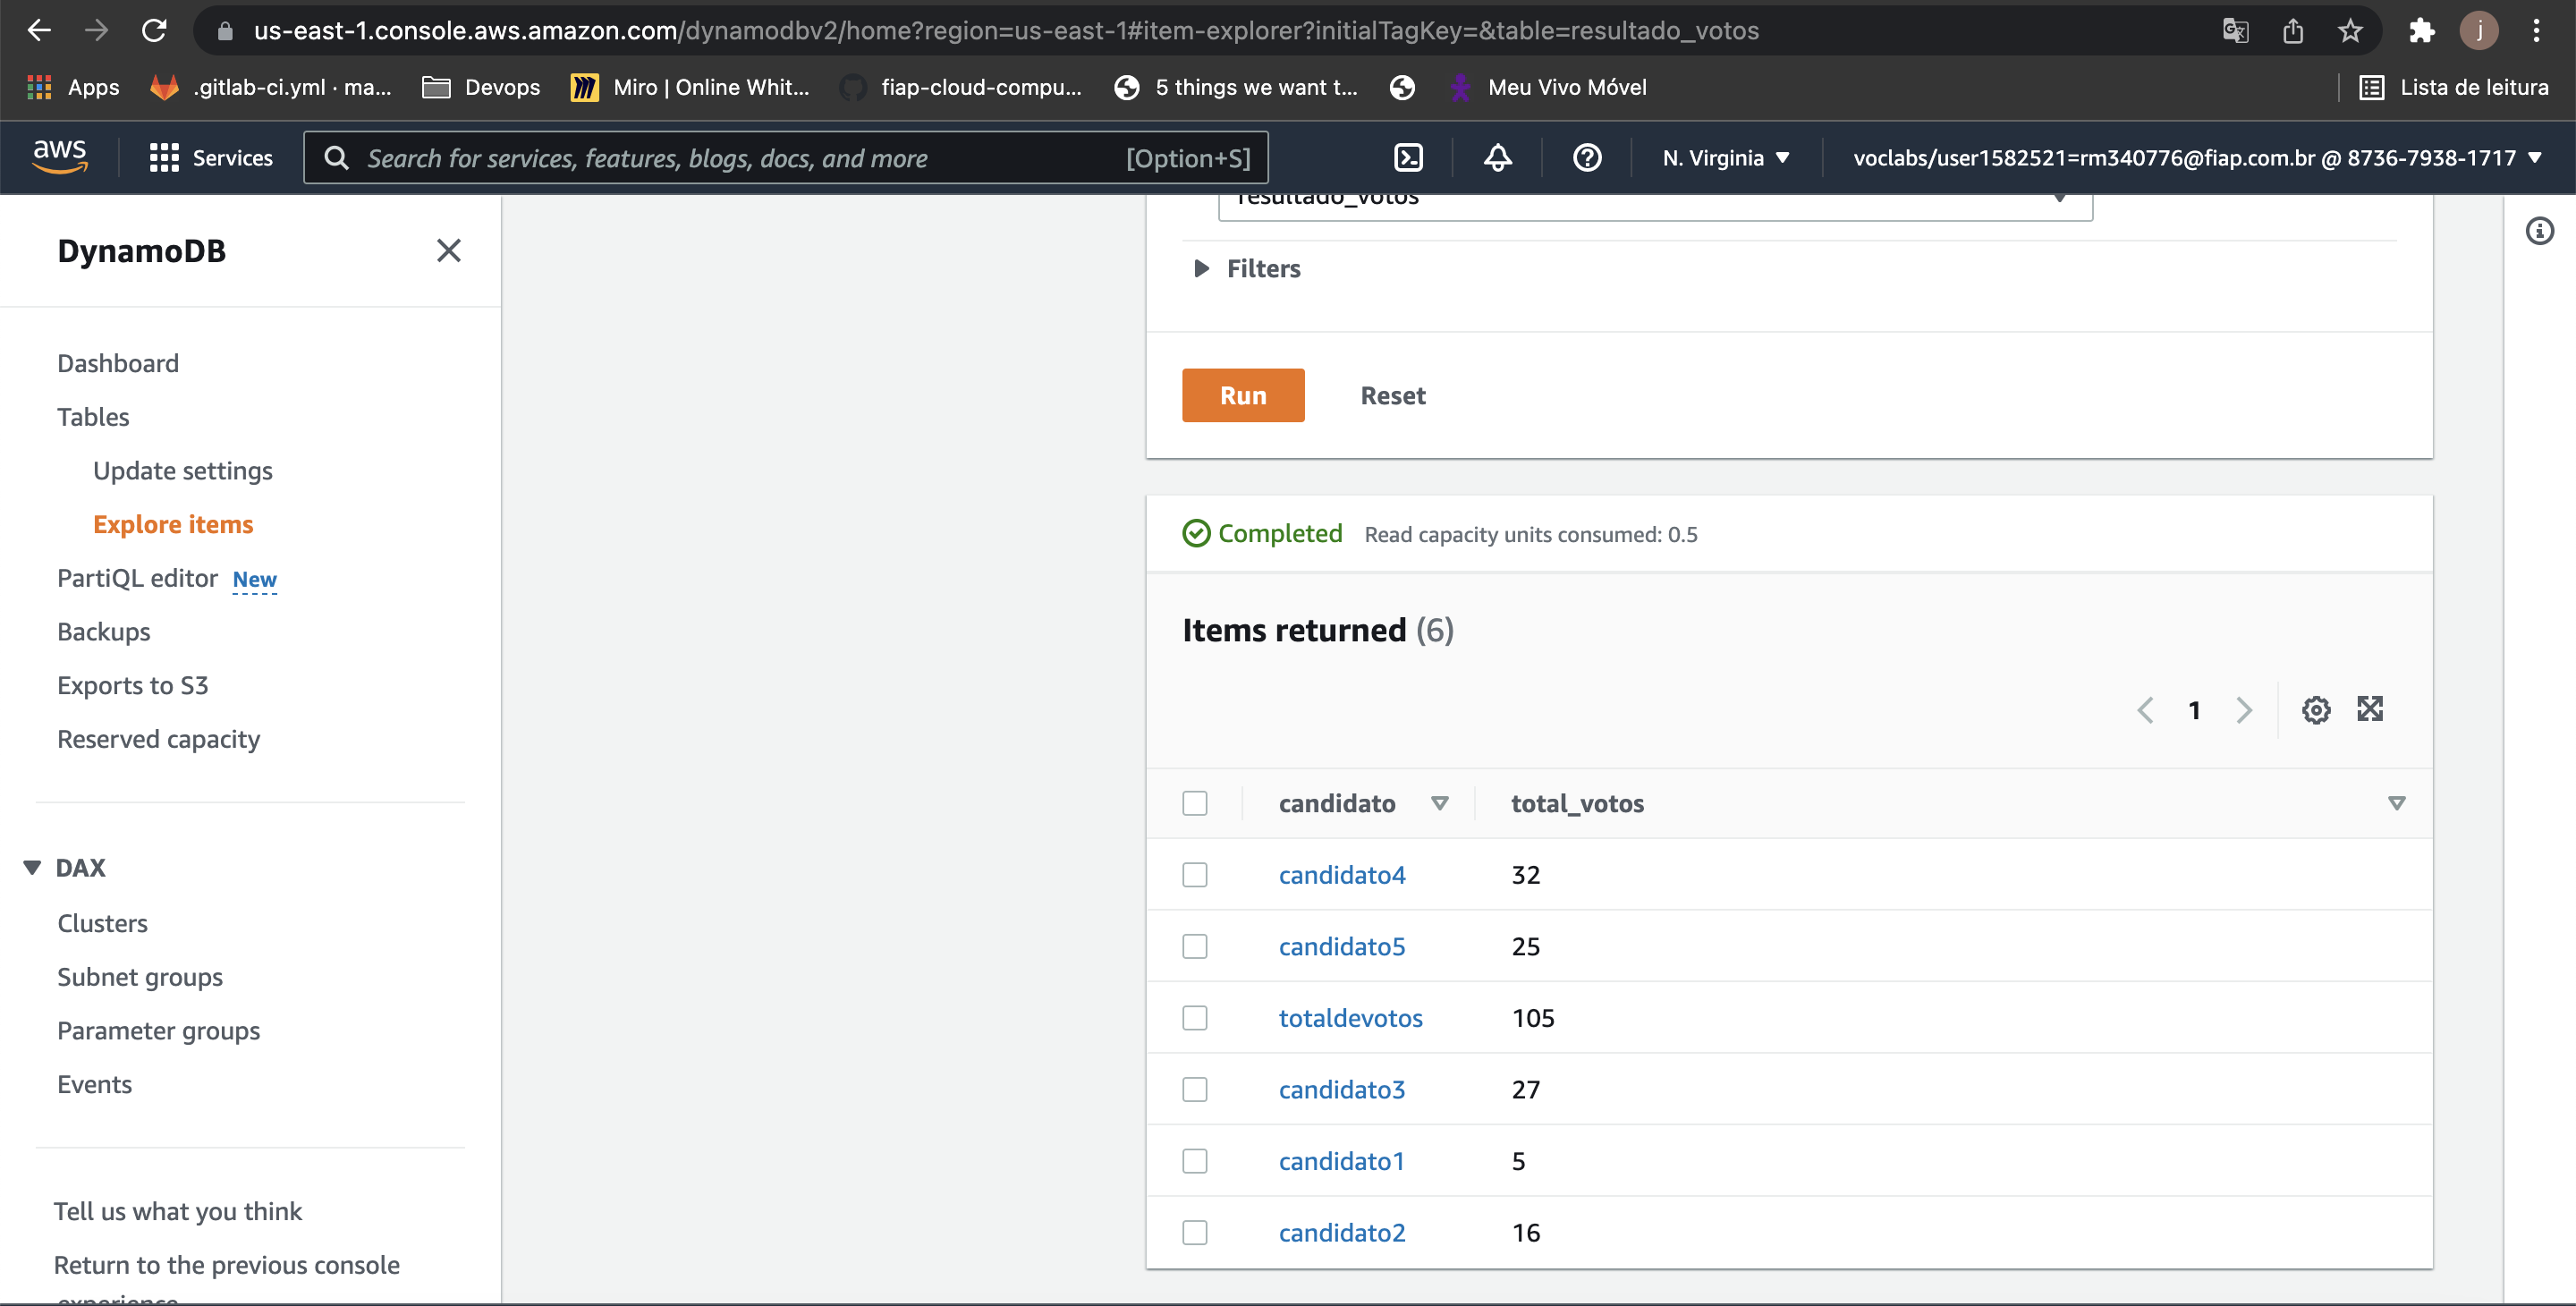 us-east-1.console.aws.amazon.com/dynamodbv2/home?region=us-east-1#item-explorer?initialTagKey=&table=resultado_votos
j
Apps
.gitlab-ci.yml · ma...
Devops
Miro | Online Whit...
fiap-cloud-compu...
5 things we want t...
Meu Vivo Móvel
Lista de leitura
aws
Services
Search for services, features, blogs, docs, and more
[Option+S]
N. Virginia
voclabs/user1582521=rm340776@fiap.com.br @ 8736-7938-1717
DynamoDB
Dashboard
Tables
Update settings
Explore items
PartiQL editor New
Backups
Exports to S3
Reserved capacity
DAX
Clusters
Subnet groups
Parameter groups
Events
Tell us what you think
Return to the previous console
experience
resultado_votos
Filters
Run
Reset
Completed
Read capacity units consumed: 0.5
Items returned (6)
1
candidato
total_votos
candidato4
32
candidato5
25
totaldevotos
105
candidato3
27
candidato1
5
candidato2
16